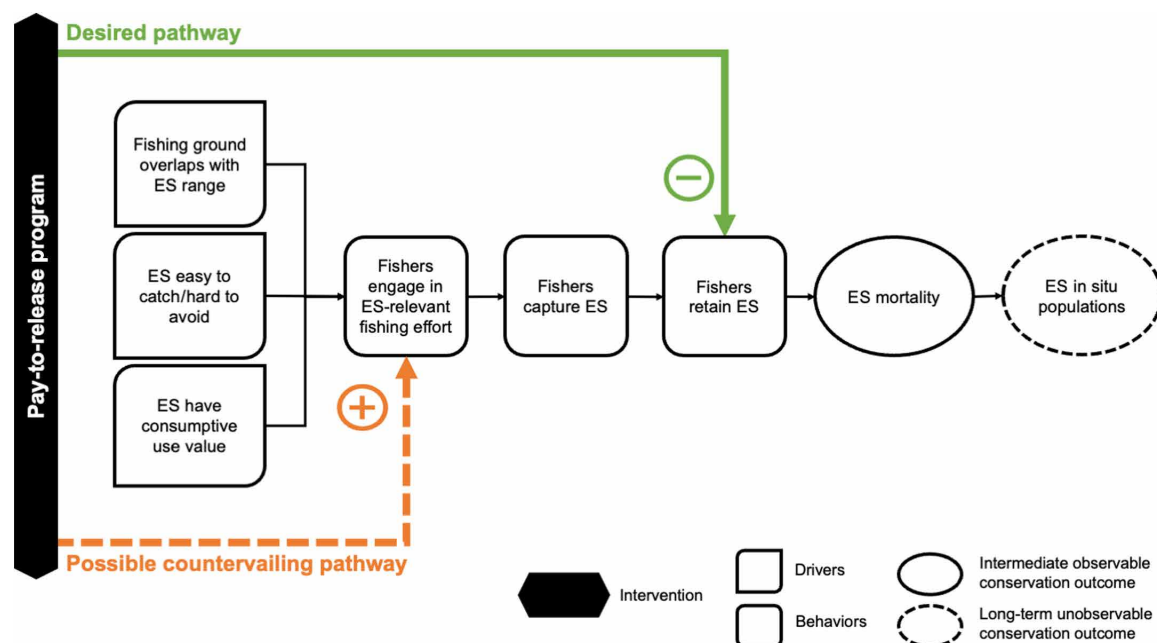 Desired pathway
Pay-to-release program
Fishing ground
overlaps with
ES range
ES easy to
catch/hard to
avoid
ES have
consumptive
use value
Fishers
engage in
ES-relevant
fishing effort
Fishers
capture ES
Fishers
retain ES
ES mortality
ES in situ
populations
−
+
Possible countervailing pathway
Intervention
Drivers
Behaviors
Intermediate observable
conservation outcome
Long-term unobservable
conservation outcome